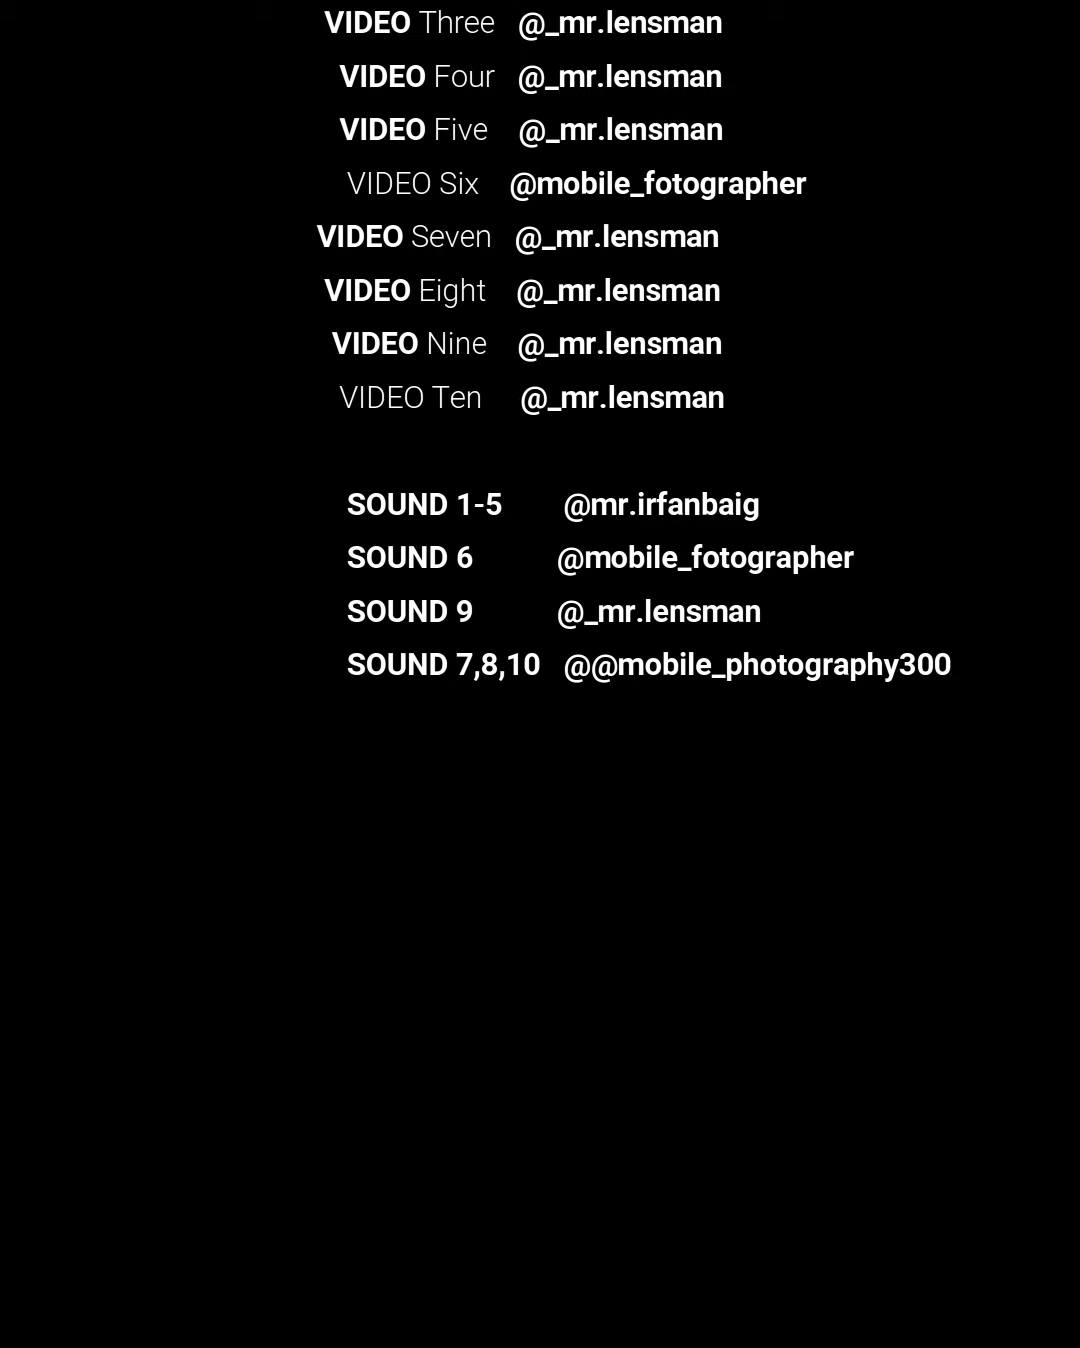 VIDEO Three @_mr.lensman
VIDEO Four @_mr.lensman
VIDEO Five @_mr.lensman
VIDEO Six @mobile_fotographer
VIDEO Seven @_mr.lensman
VIDEO Eight @_mr.lensman
VIDEO Nine @_mr.lensman
VIDEO Ten @_mr.lensman
SOUND 1-5 @mr.irfanbaig
SOUND 6 @mobile_fotographer
SOUND 9 @_mr.lensman
SOUND 7,8,10 @@mobile_photography300